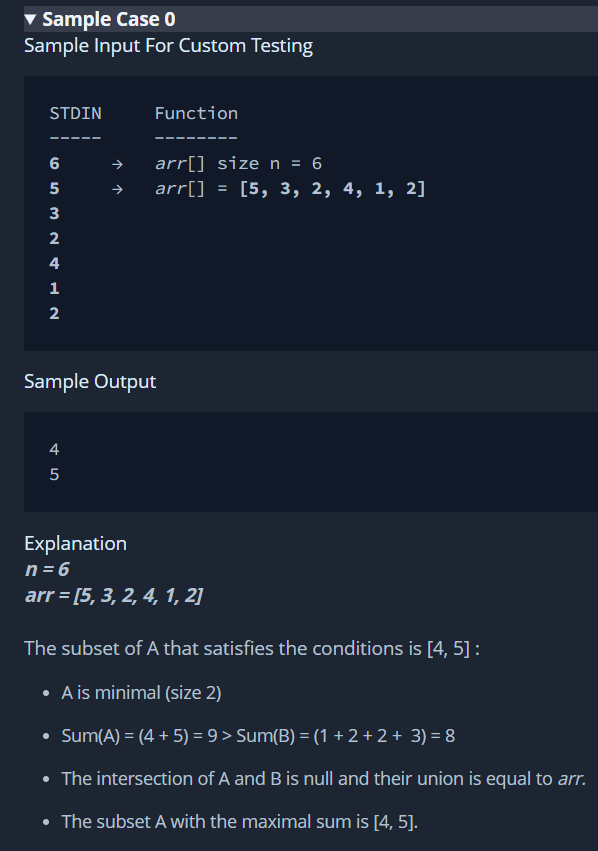 ▼ Sample Case 0
Sample Input For Custom Testing
STDIN Function
----- --------
6 → arr[] size n = 6
5 → arr[] = [5, 3, 2, 4, 1, 2]
3
2
4
1
2
Sample Output
4
5
Explanation
n = 6
arr = [5, 3, 2, 4, 1, 2]
The subset of A that satisfies the conditions is [4, 5] :
• A is minimal (size 2)
• Sum(A) = (4 + 5) = 9 > Sum(B) = (1 + 2 + 2 + 3) = 8
• The intersection of A and B is null and their union is equal to arr.
• The subset A with the maximal sum is [4, 5].